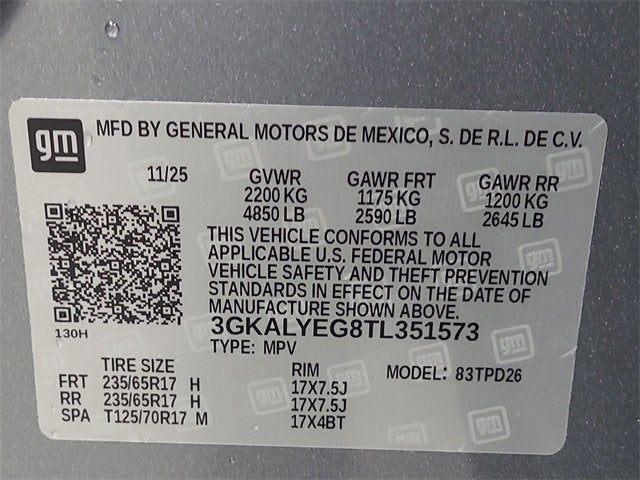 gm
MFD BY GENERAL MOTORS DE MEXICO, S. DE R.L. DE C.V.
11/25 GVWR GAWR FRT GAWR RR
2200 KG 1175 KG 1200 KG
4850 LB 2590 LB 2645 LB
THIS VEHICLE CONFORMS TO ALL
APPLICABLE U.S. FEDERAL MOTOR
VEHICLE SAFETY AND THEFT PREVENTION
STANDARDS IN EFFECT ON THE DATE OF
MANUFACTURE SHOWN ABOVE.
130H
3GKALYEG8TL351573
TYPE: MPV
TIRE SIZE RIM MODEL: 83TPD26
FRT 235/65R17 H 17X7.5J
RR 235/65R17 H 17X7.5J
SPA T125/70R17 M 17X4BT